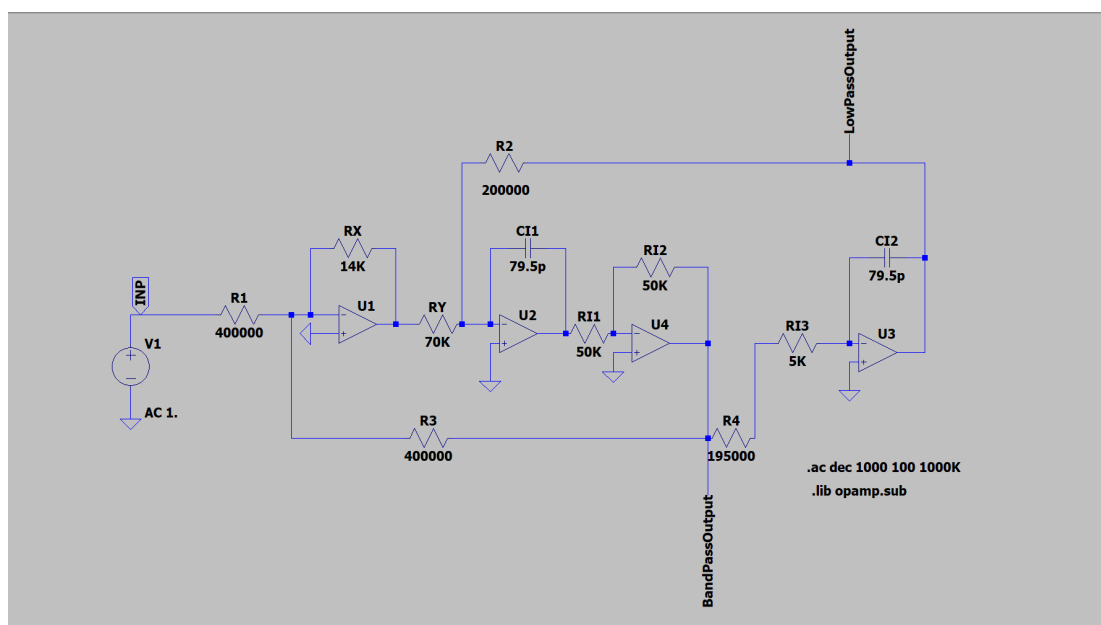 LowPassOutput
R2
200000
RX
14K
CI1
79.5p
RI2
50K
CI2
79.5p
INP
R1
400000
U1
RY
70K
U2
RI1
50K
U4
RI3
5K
U3
V1
AC 1.
R3
400000
R4
195000
.ac dec 1000 100 1000K
.lib opamp.sub
BandPassOutput